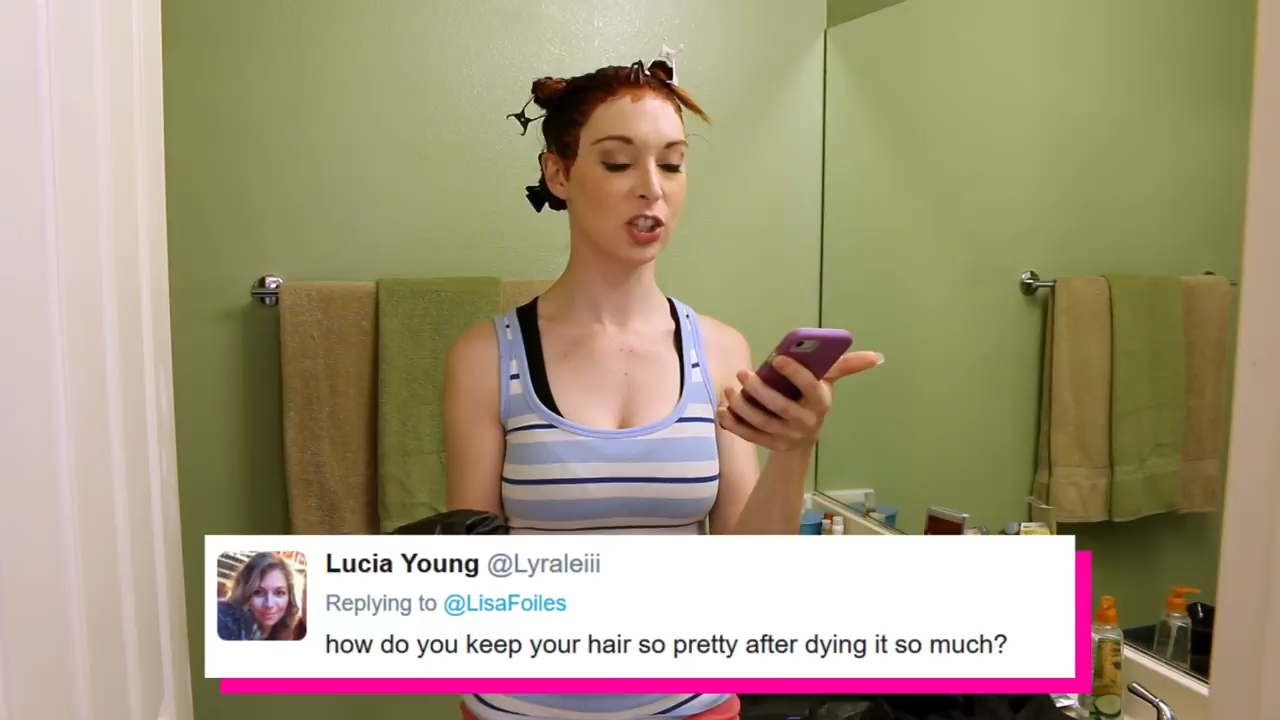 Lucia Young @Lyraleiii
Replying to @LisaFoiles
how do you keep your hair so pretty after dying it so much?